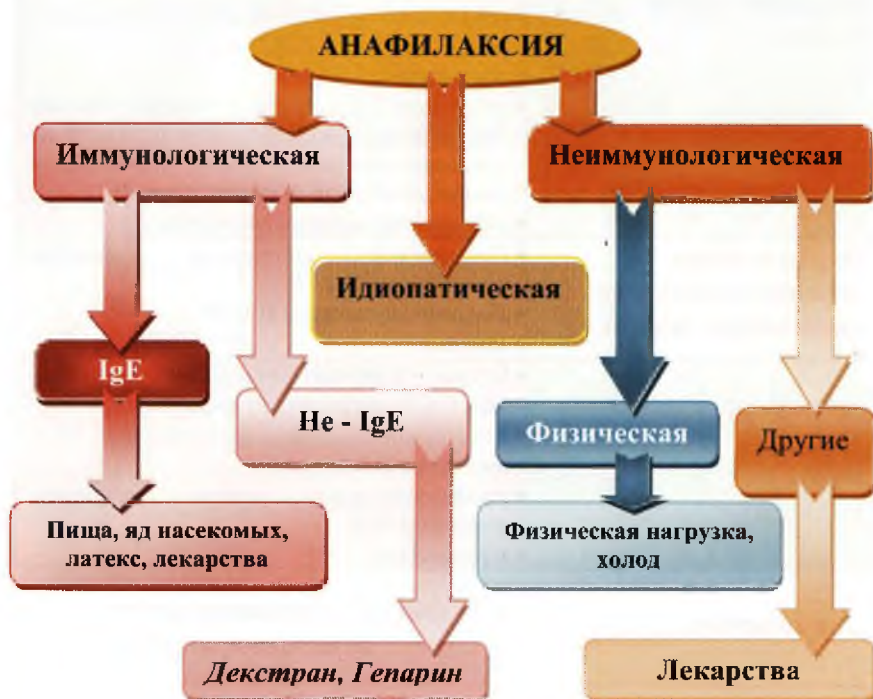 АНАФИЛАКСИЯ
Иммунологическая
Неиммунологическая
Идиопатическая
IgE
Не - IgE
Физическая
Другие
Пища, яд насекомых,
латекс, лекарства
Физическая нагрузка,
холод
Декстран, Гепарин
Лекарства